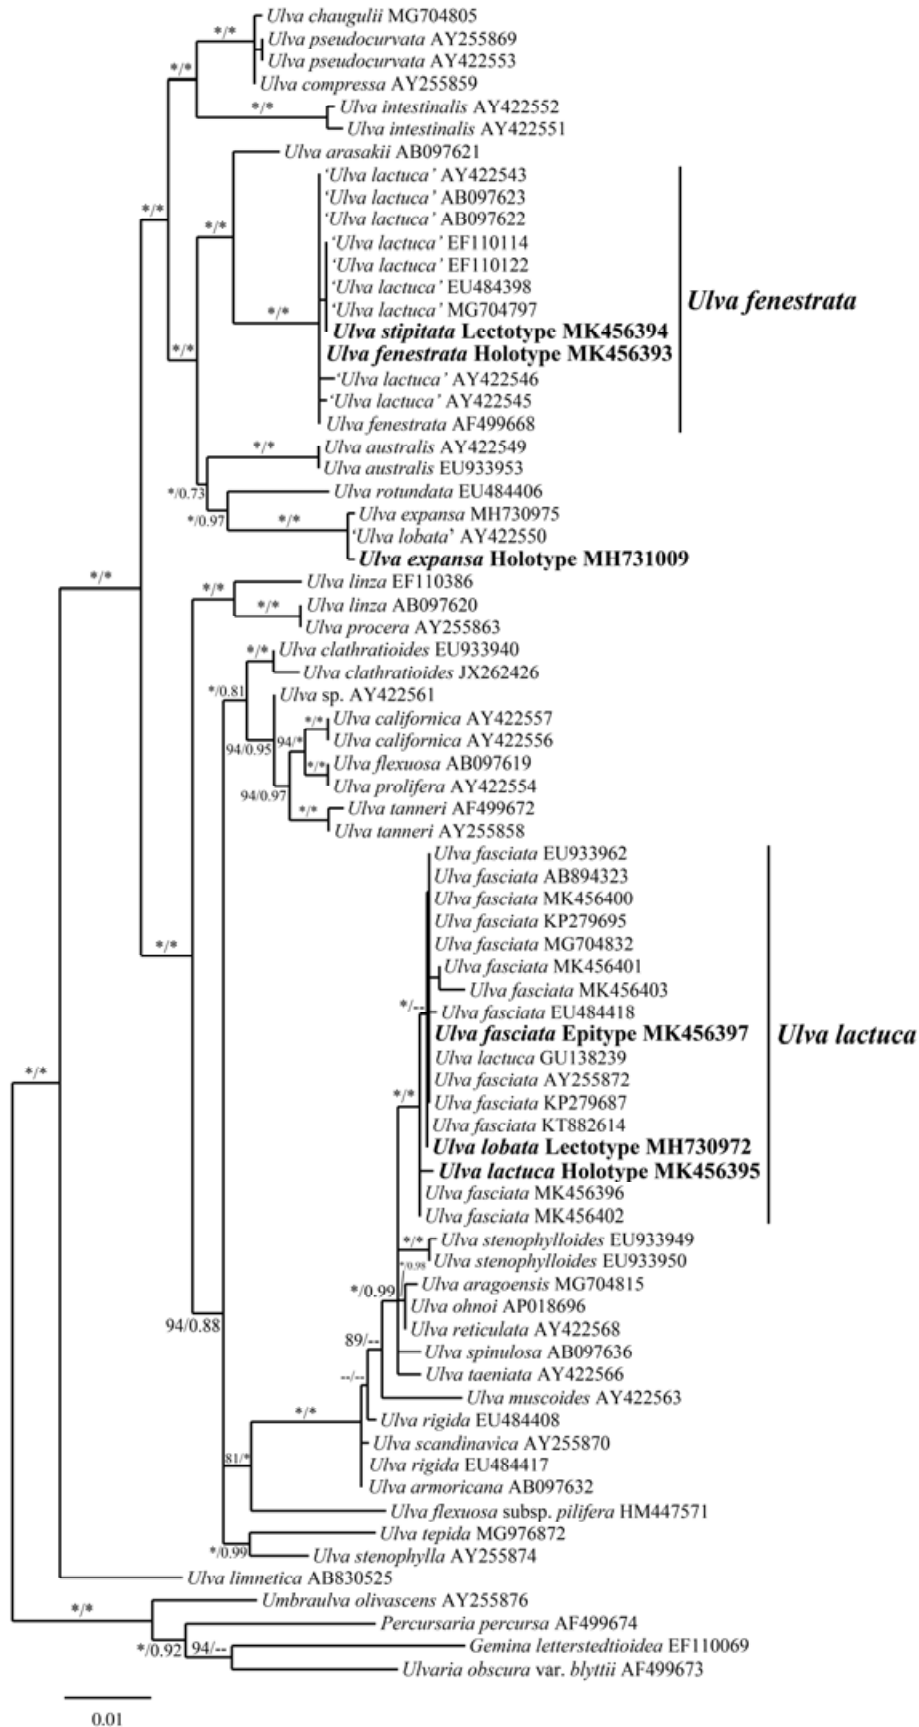 */*
Ulva chaugulii MG704805
Ulva pseudocurvata AY255869
Ulva pseudocurvata AY422553
*/*
Ulva compressa AY255859
*/*
Ulva intestinalis AY422552
Ulva intestinalis AY422551
Ulva arasakii AB097621
'Ulva lactuca' AY422543
'Ulva lactuca' AB097623
*/*
'Ulva lactuca' AB097622
*/*
'Ulva lactuca' EF110114
'Ulva lactuca' EF110122
'Ulva lactuca' EU484398
Ulva fenestrata
'Ulva lactuca' MG704797
*/*
Ulva stipitata Lectotype MK456394
*/*
Ulva fenestrata Holotype MK456393
'Ulva lactuca' AY422546
'Ulva lactuca' AY422545
Ulva fenestrata AF499668
*/*
Ulva australis AY422549
Ulva australis EU933953
*/0.73
Ulva rotundata EU484406
*/0.97
*/*
Ulva expansa MH730975
'Ulva lobata' AY422550
Ulva expansa Holotype MH731009
*/*
*/*
Ulva linza EF110386
*/*
Ulva linza AB097620
Ulva procera AY255863
*/*
Ulva clathratioides EU933940
Ulva clathratioides JX262426
*/0.81
Ulva sp. AY422561
*/*
Ulva californica AY422557
94/0.95
94/*
Ulva californica AY422556
*/*
Ulva flexuosa AB097619
Ulva prolifera AY422554
94/0.97
*/*
Ulva tanneri AF499672
Ulva tanneri AY255858
Ulva fasciata EU933962
Ulva fasciata AB894323
Ulva fasciata MK456400
Ulva fasciata KP279695
Ulva fasciata MG704832
*/*
Ulva fasciata MK456401
Ulva fasciata MK456403
*/--
Ulva fasciata EU484418
Ulva fasciata Epitype MK456397
Ulva lactuca
Ulva lactuca GU138239
*/*
Ulva fasciata AY255872
*/*
Ulva fasciata KP279687
Ulva fasciata KT882614
Ulva lobata Lectotype MH730972
Ulva lactuca Holotype MK456395
Ulva fasciata MK456396
Ulva fasciata MK456402
*/*
Ulva stenophylloides EU933949
Ulva stenophylloides EU933950
*/0.98
*/0.99
Ulva aragoensis MG704815
Ulva ohnoi AP018696
94/0.88
Ulva reticulata AY422568
89/--
Ulva spinulosa AB097636
--/--
Ulva taeniata AY422566
Ulva muscoides AY422563
*/*
Ulva rigida EU484408
Ulva scandinavica AY255870
81/*
Ulva rigida EU484417
Ulva armoricana AB097632
Ulva flexuosa subsp. pilifera HM447571
Ulva tepida MG976872
*/0.99
Ulva stenophylla AY255874
Ulva limnetica AB830525
*/*
Umbraulva olivascens AY255876
Percursaria percursa AF499674
*/0.92
94/--
Gemina letterstedtioidea EF110069
Ulvaria obscura var. blyttii AF499673
0.01